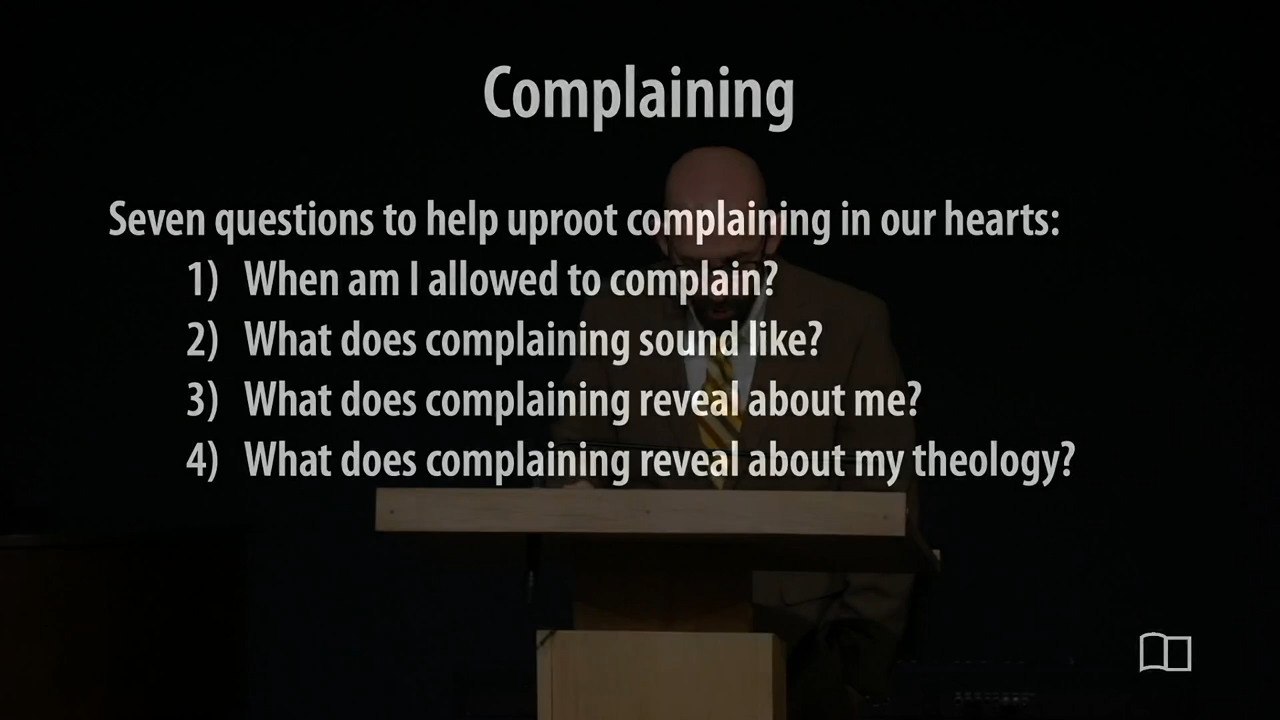 Complaining
Seven questions to help uproot complaining in our hearts:
1) When am I allowed to complain?
2) What does complaining sound like?
3) What does complaining reveal about me?
4) What does complaining reveal about my theology?